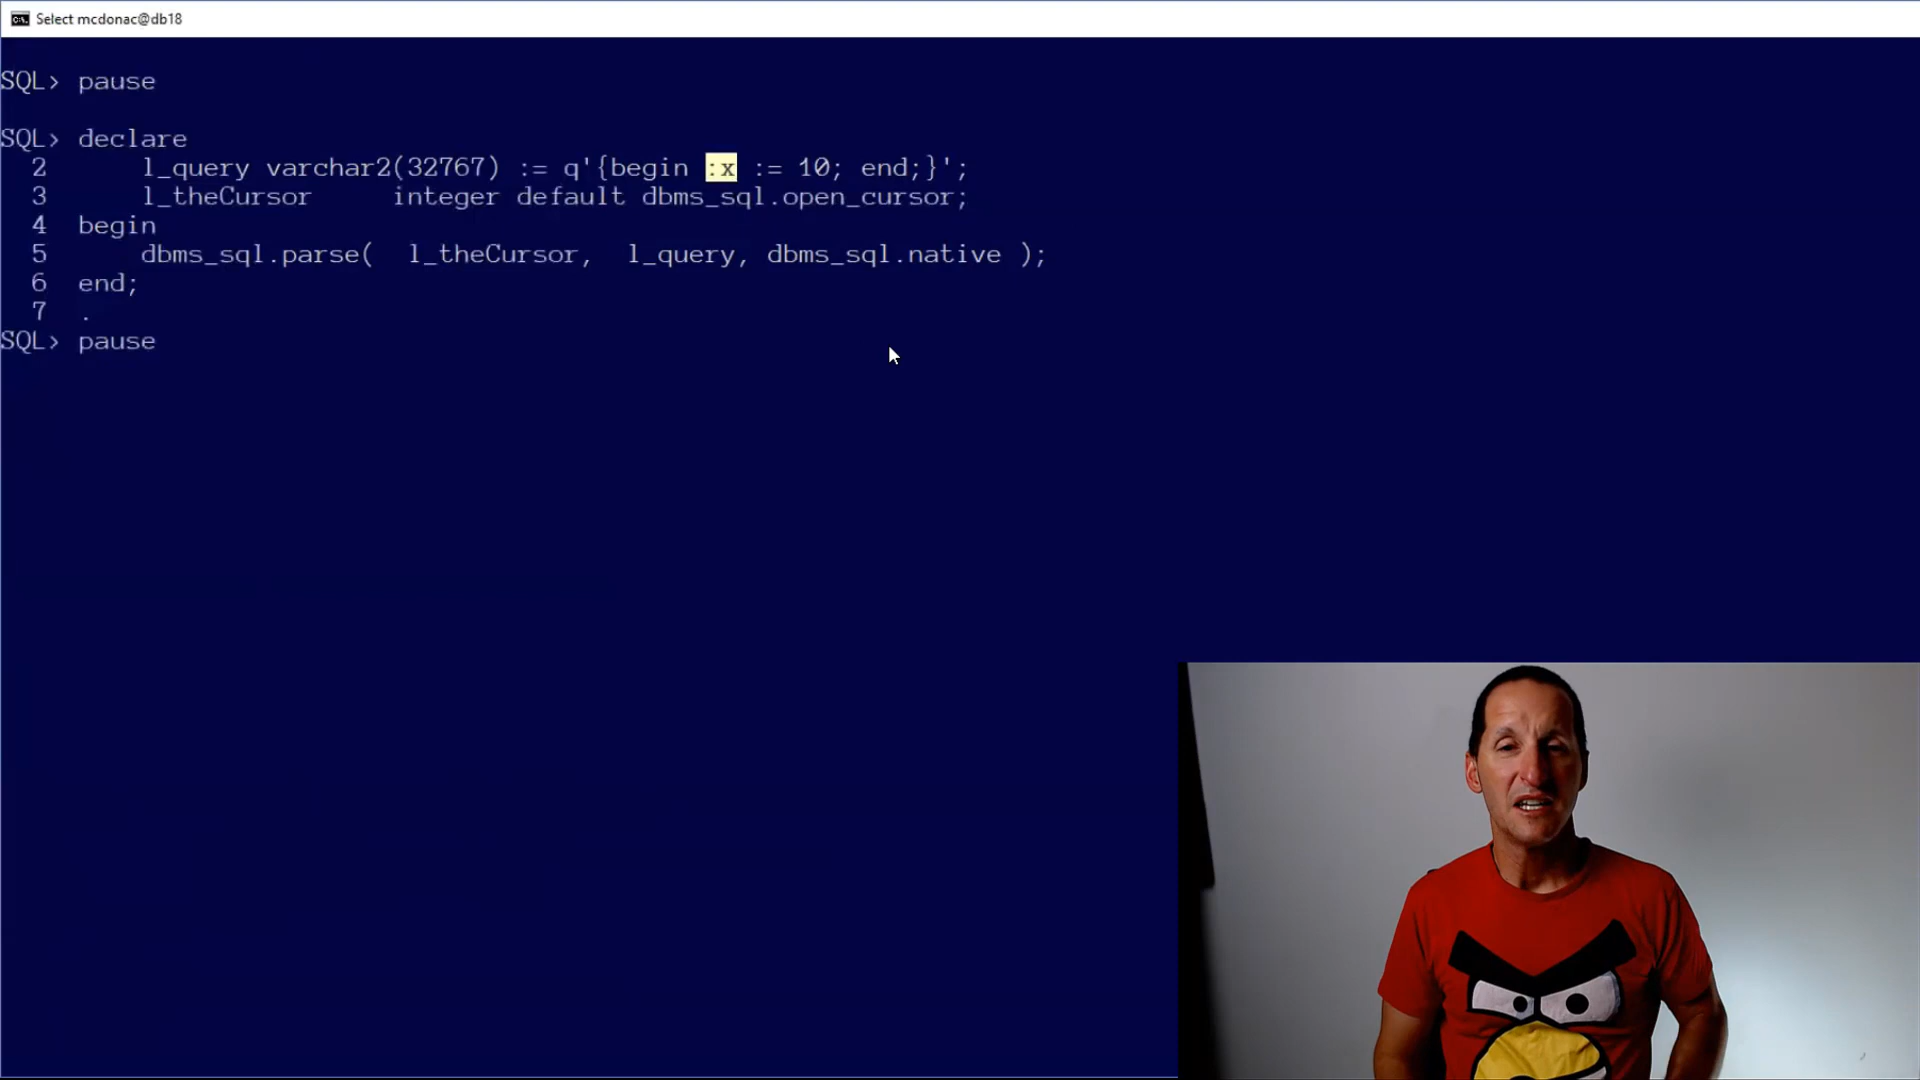 Select mcdonac@db18
SQL> pause
SQL> declare
2 l_query varchar2(32767) := q'{begin :x := 10; end;}';
3 l_theCursor integer default dbms_sql.open_cursor;
4 begin
5 dbms_sql.parse( l_theCursor, l_query, dbms_sql.native );
6 end;
7 .
SQL> pause